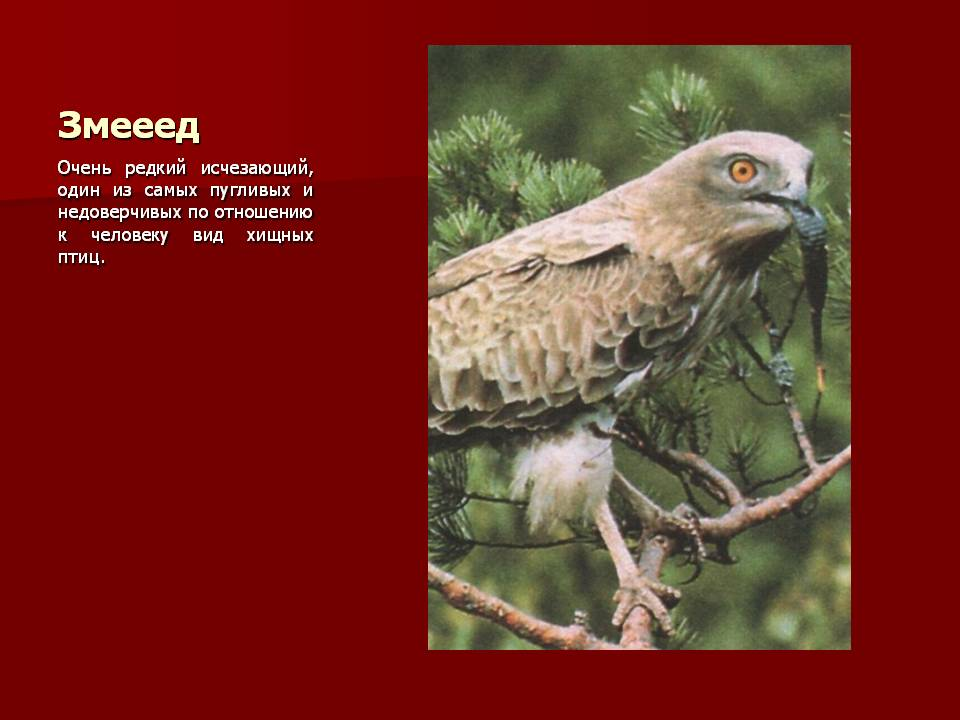 Змееед
Очень редкий исчезающий,
один из самых пугливых и
недоверчивых по отношению
к человеку вид хищных
птиц.